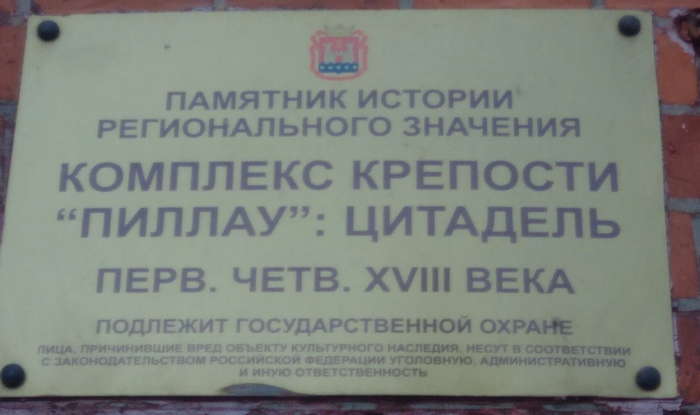 ПАМЯТНИК ИСТОРИИ
РЕГИОНАЛЬНОГО ЗНАЧЕНИЯ
КОМПЛЕКС КРЕПОСТИ
“ПИЛЛАУ”: ЦИТАДЕЛЬ
ПЕРВ. ЧЕТВ. XVIII ВЕКА
ПОДЛЕЖИТ ГОСУДАРСТВЕННОЙ ОХРАНЕ
ЛИЦА, ПРИЧИНИВШИЕ ВРЕД ОБЪЕКТУ КУЛЬТУРНОГО НАСЛЕДИЯ, НЕСУТ В СООТВЕТСТВИИ
С ЗАКОНОДАТЕЛЬСТВОМ РОССИЙСКОЙ ФЕДЕРАЦИИ УГОЛОВНУЮ, АДМИНИСТРАТИВНУЮ
И ИНУЮ ОТВЕТСТВЕННОСТЬ